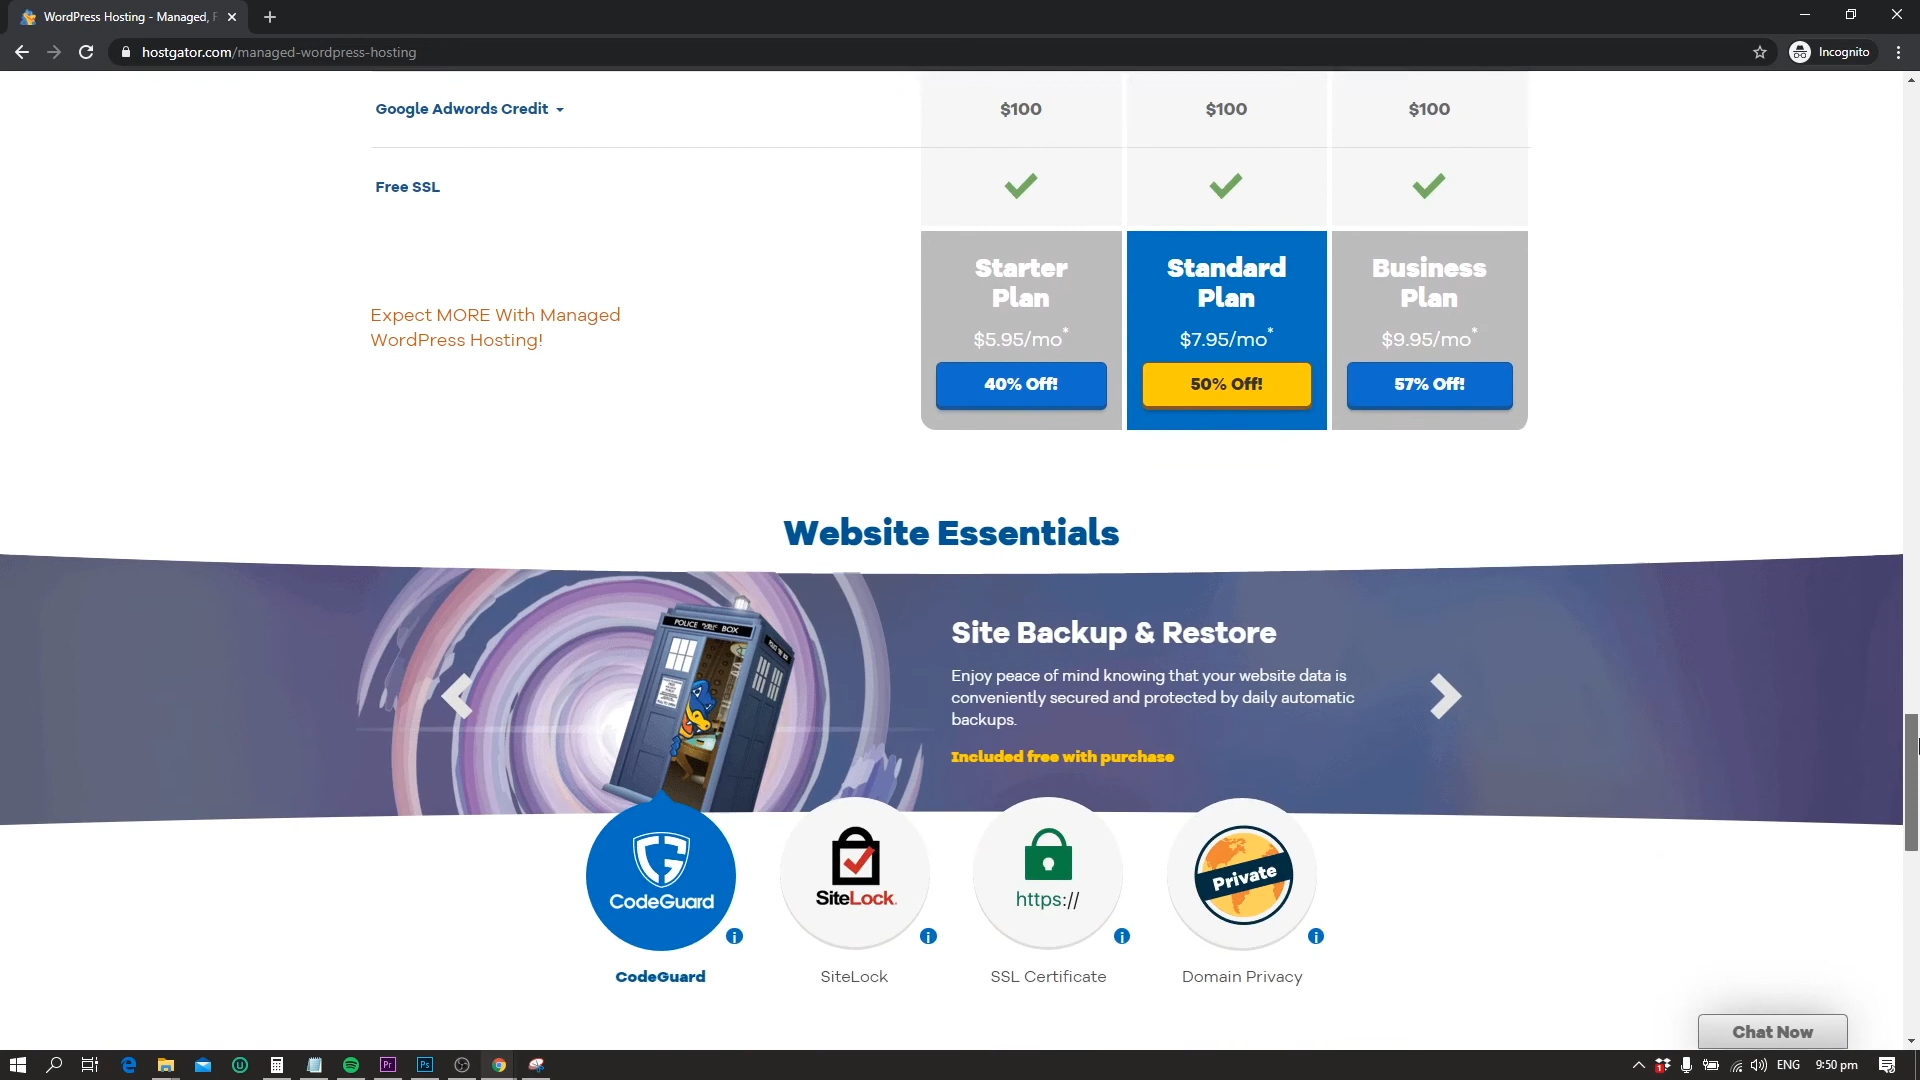 WordPress Hosting - Managed, F
hostgator.com/managed-wordpress-hosting
Incognito
Google Adwords Credit
$100
$100
$100
Free SSL
Starter
Plan
$5.95/mo*
40% Off!
Standard
Plan
$7.95/mo*
50% Off!
Business
Plan
$9.95/mo*
57% Off!
Expect MORE With Managed
WordPress Hosting!
Website Essentials
POLICE BOX
Site Backup & Restore
Enjoy peace of mind knowing that your website data is
conveniently secured and protected by daily automatic
backups.
Included free with purchase
CodeGuard
SiteLock
https://
Private
CodeGuard
SiteLock
SSL Certificate
Domain Privacy
Chat Now
Pr
Ps
ENG
9:50 pm